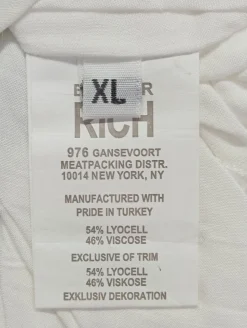 XL
RICH
976 GANSEVOORT
MEATPACKING DISTR.
10014 NEW YORK, NY
MANUFACTURED WITH
PRIDE IN TURKEY
54% LYOCELL
46% VISCOSE
EXCLUSIVE OF TRIM
54% LYOCELL
46% VISKOSE
EXKLUSIV DEKORATION